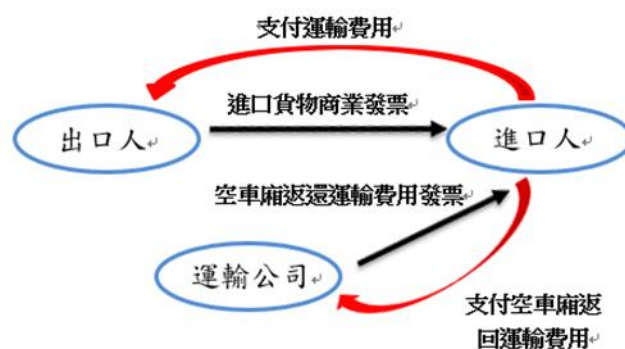 支付運輸費用
進口貨物商業發票
出口人
進口人
空車廂返還運輸費用發票
運輸公司
支付空車廂返
回運輸費用